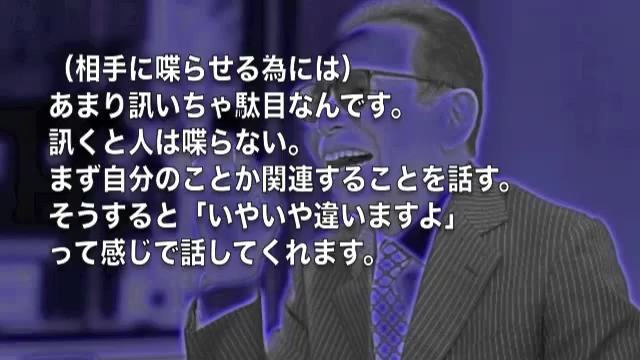 （相手に喋らせる為には）
あまり訊いちゃ駄目なんです。
訊くと人は喋らない。
まず自分のことか関連することを話す。
そうすると「いやいや違いますよ」
って感じで話してくれます。